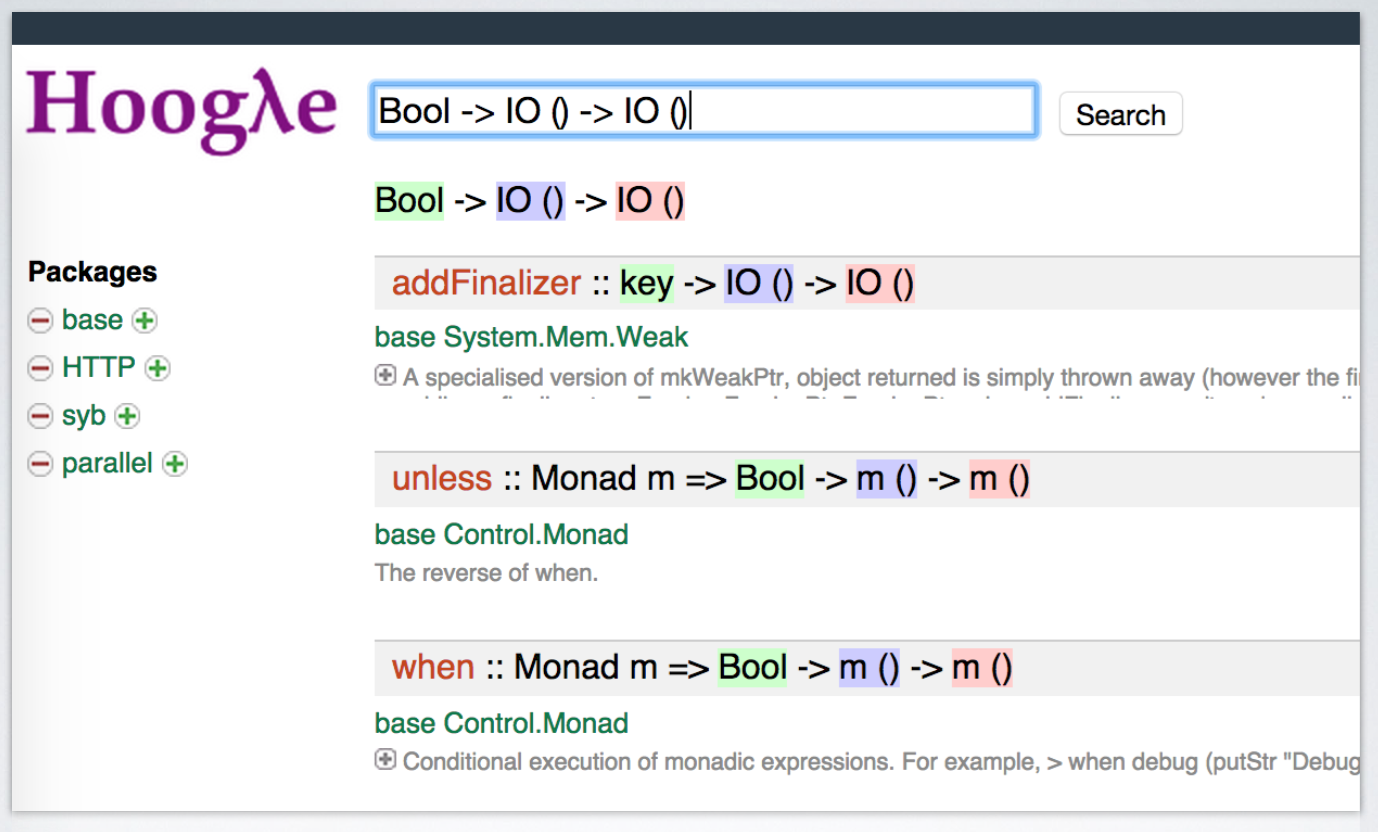 Hoogλe
Bool -> IO () -> IO ()
Search
Bool -> IO () -> IO ()
Packages
base
HTTP
syb
parallel
addFinalizer :: key -> IO () -> IO ()
base System.Mem.Weak
A specialised version of mkWeakPtr, object returned is simply thrown away (however the fi
unless :: Monad m => Bool -> m () -> m ()
base Control.Monad
The reverse of when.
when :: Monad m => Bool -> m () -> m ()
base Control.Monad
Conditional execution of monadic expressions. For example, > when debug (putStr "Debug